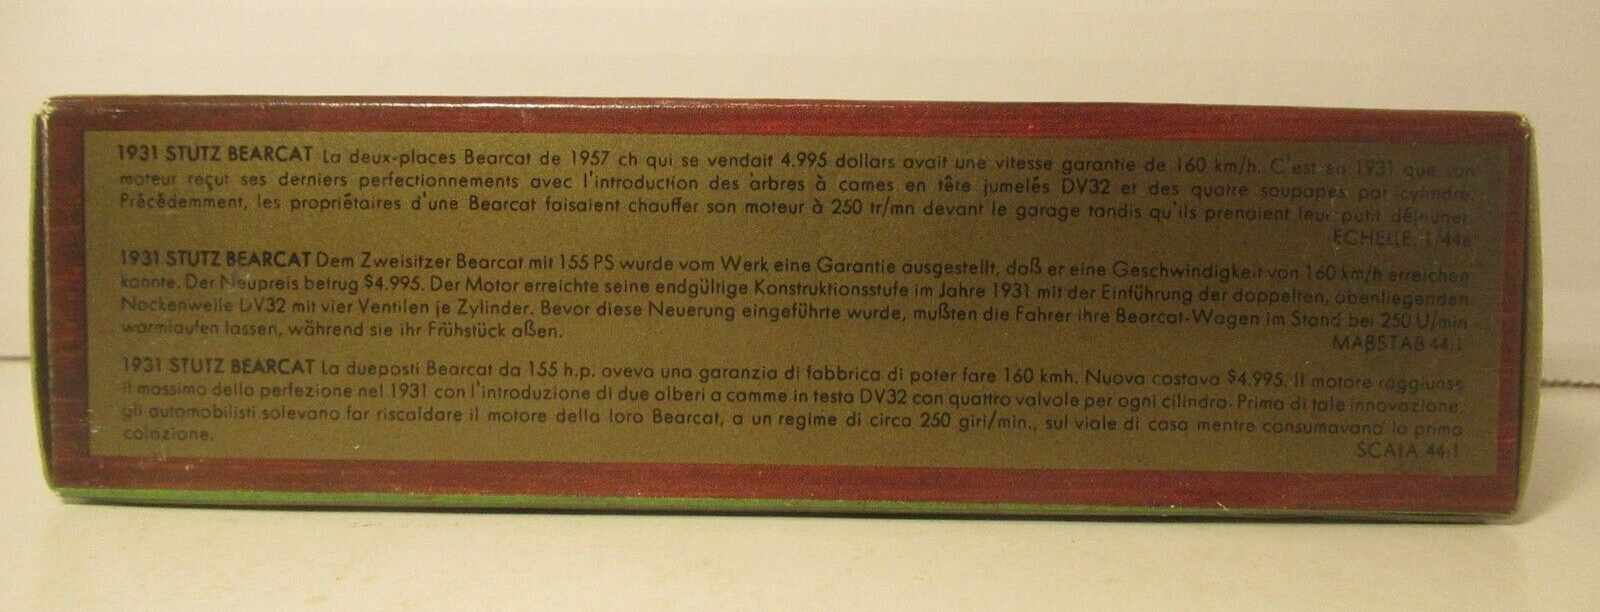 1931 STUTZ BEARCAT La deux-places Bearcat de 1957 ch qui se vendait 4.995 dollars avait une vitesse garantie de 160 km/h. C'est en 1931 que son
moteur reçut ses derniers perfectionnements avec l'introduction des arbres à cames en tête jumelés DV32 et des quatre soupapes par cylindre.
Précédemment, les propriétaires d'une Bearcat faisaient chauffer son moteur à 250 tr/mn devant le garage tandis qu'ils prenaient leur petit déjeuner.
ECHELLE: 1/44e
1931 STUTZ BEARCAT Dem Zweisitzer Bearcat mit 155 PS wurde vom Werk eine Garantie ausgestellt, daß er eine Geschwindigkeit von 160 km/h erreichen
konnte. Der Neupreis betrug $4.995. Der Motor erreichte seine endgültige Konstruktionsstufe im Jahre 1931 mit der Einführung der doppelten, obenliegenden
Nockenwelle DV32 mit vier Ventilen je Zylinder. Bevor diese Neuerung eingeführte wurde, mußten die Fahrer ihre Bearcat-Wagen im Stand bei 250 U/min
warmlaufen lassen, während sie ihr Frühstück aßen.
MAßSTAB 44:1
1931 STUTZ BEARCAT La dueposti Bearcat da 155 h.p. aveva una garanzia di fabbrica di poter fare 160 kmh. Nuova costava $4.995. Il motore raggiunse
il massimo della perfezione nel 1931 con l'introduzione di due alberi a camme in testa DV32 con quattro valvole per ogni cilindro. Prima di tale innovazione,
gli automobilisti solevano far riscaldare il motore della loro Bearcat, a un regime di circa 250 giri/min., sul viale di casa mentre consumavano la prima
colazione.
SCALA 44:1